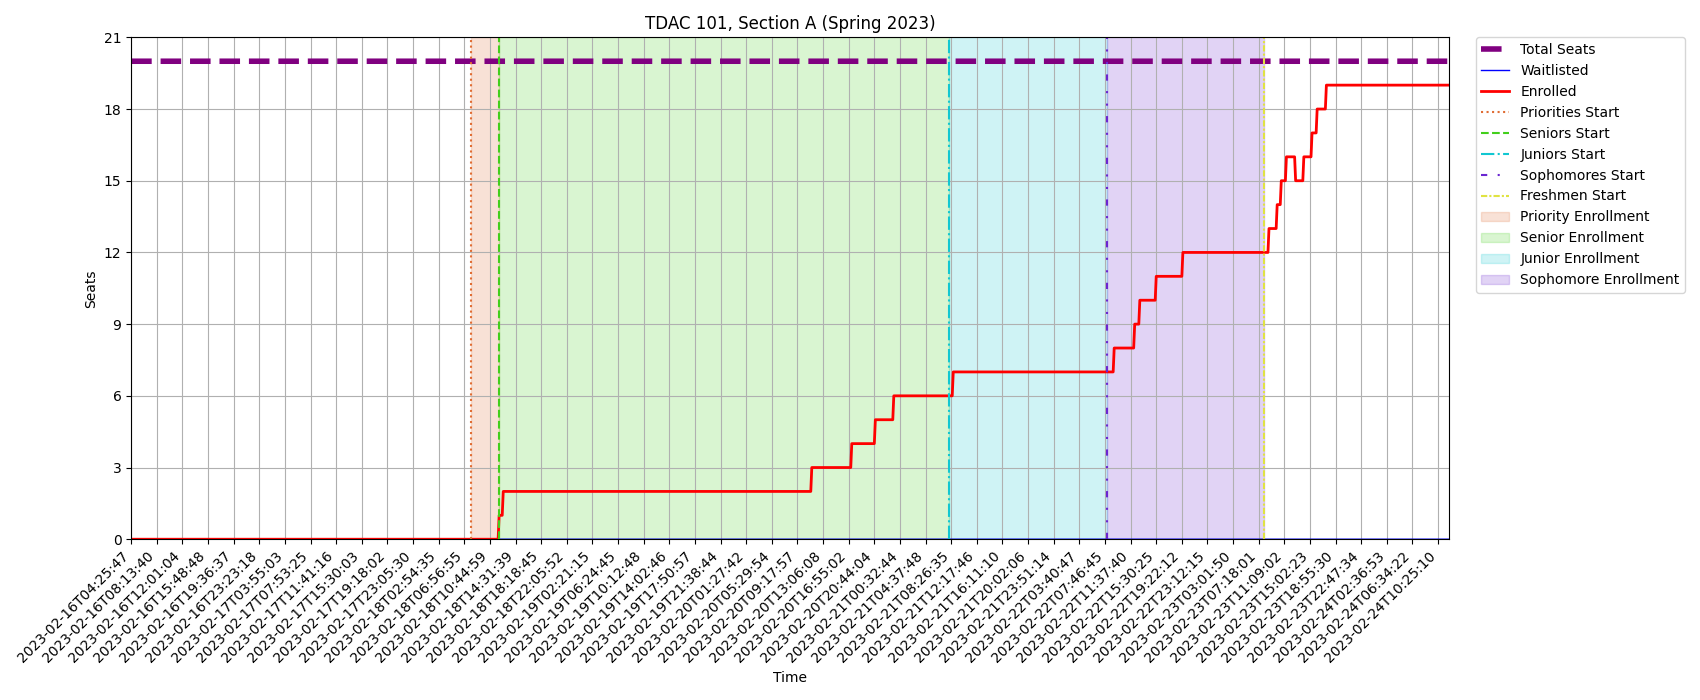 TDAC 101, Section A (Spring 2023)
21
18
15
12
9
6
3
0
Seats
2023-02-16T04:25:47
2023-02-16T08:13:40
2023-02-16T12:01:04
2023-02-16T15:48:48
2023-02-16T19:36:37
2023-02-16T23:23:18
2023-02-17T03:55:03
2023-02-17T07:53:25
2023-02-17T11:41:16
2023-02-17T15:30:03
2023-02-17T19:18:02
2023-02-17T23:05:30
2023-02-18T02:54:35
2023-02-18T06:56:55
2023-02-18T10:44:59
2023-02-18T14:31:39
2023-02-18T18:18:45
2023-02-18T22:05:52
2023-02-19T02:21:15
2023-02-19T06:24:45
2023-02-19T10:12:48
2023-02-19T14:02:46
2023-02-19T17:50:57
2023-02-19T21:38:44
2023-02-20T01:27:42
2023-02-20T05:29:54
2023-02-20T09:17:57
2023-02-20T13:06:08
2023-02-20T16:55:02
2023-02-20T20:44:04
2023-02-21T00:32:44
2023-02-21T04:37:48
2023-02-21T08:26:35
2023-02-21T12:17:46
2023-02-21T16:11:10
2023-02-21T20:02:06
2023-02-21T23:51:14
2023-02-22T03:40:47
2023-02-22T07:46:45
2023-02-22T11:37:40
2023-02-22T15:30:25
2023-02-22T19:22:12
2023-02-22T23:12:15
2023-02-23T03:01:50
2023-02-23T07:18:01
2023-02-23T11:09:02
2023-02-23T15:02:23
2023-02-23T18:55:30
2023-02-23T22:47:34
2023-02-24T02:36:53
2023-02-24T06:34:22
2023-02-24T10:25:10
Time
Total Seats
Waitlisted
Enrolled
Priorities Start
Seniors Start
Juniors Start
Sophomores Start
Freshmen Start
Priority Enrollment
Senior Enrollment
Junior Enrollment
Sophomore Enrollment